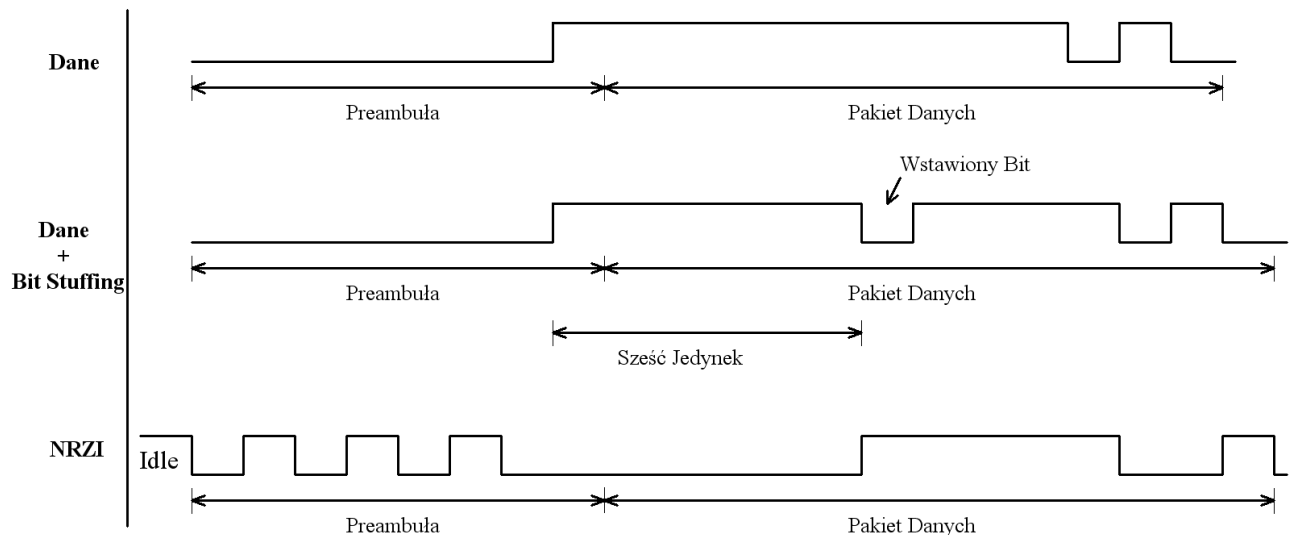 Dane
Preambuła
Pakiet Danych
Wstawiony Bit
Dane
+
Bit Stuffing
Preambuła
Pakiet Danych
Sześć Jedynek
NRZI
Idle
Preambuła
Pakiet Danych